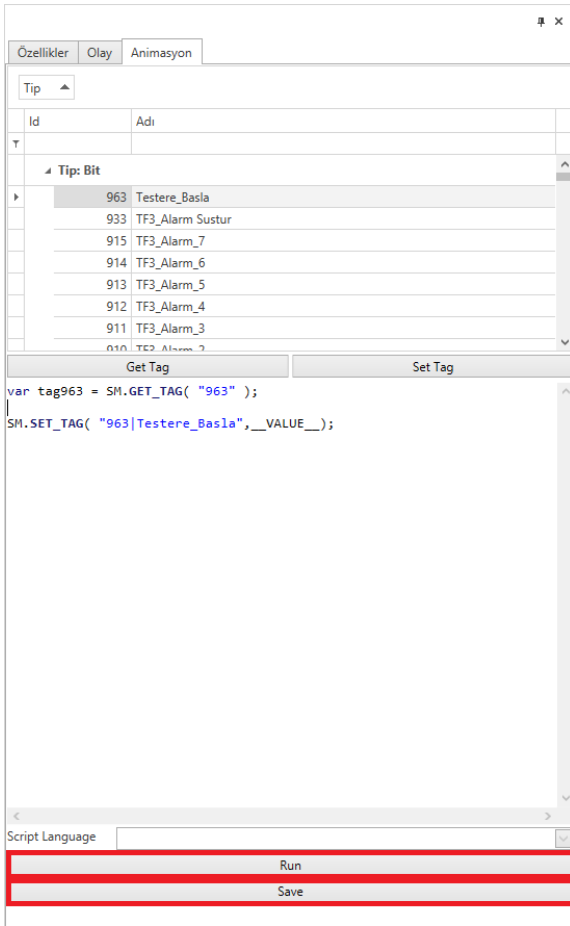 Özellikler Olay Animasyon
Tip
Id Adı
Tip: Bit
963 Testere_Basla
933 TF3_Alarm Sustur
915 TF3_Alarm_7
914 TF3_Alarm_6
913 TF3_Alarm_5
912 TF3_Alarm_4
911 TF3_Alarm_3
910 TF3_Alarm_2
Get Tag Set Tag
var tag963 = SM.GET_TAG( "963" );
SM.SET_TAG( "963|Testere_Basla",__VALUE__);
Script Language
Run
Save